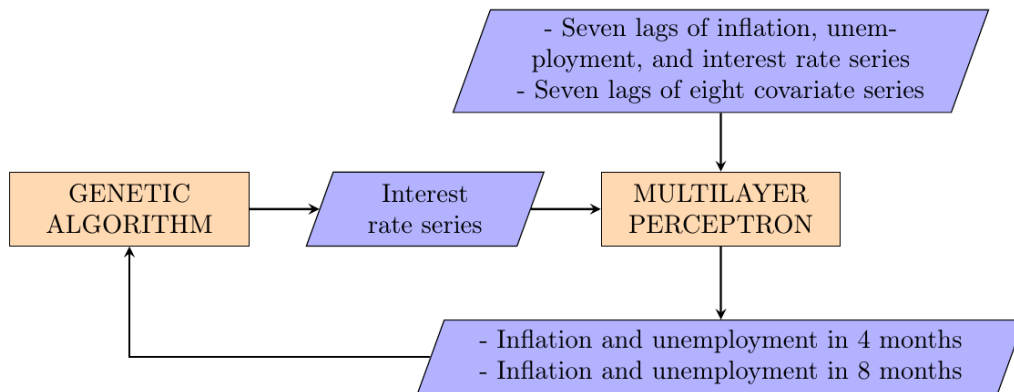 - Seven lags of inflation, unem-
ployment, and interest rate series
- Seven lags of eight covariate series
GENETIC
ALGORITHM
Interest
rate series
MULTILAYER
PERCEPTRON
- Inflation and unemployment in 4 months
- Inflation and unemployment in 8 months